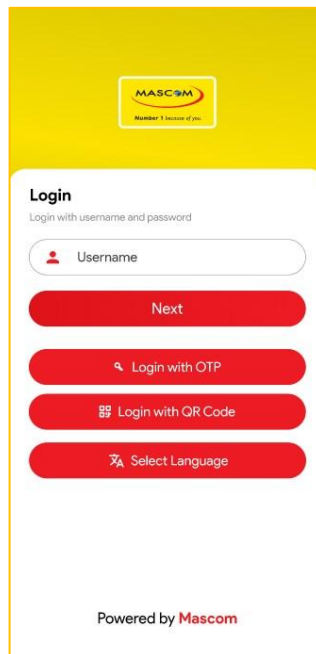 MASCOM
Number 1 because of you.
Login
Login with username and password
Username
Next
Login with OTP
Login with QR Code
Select Language
Powered by Mascom